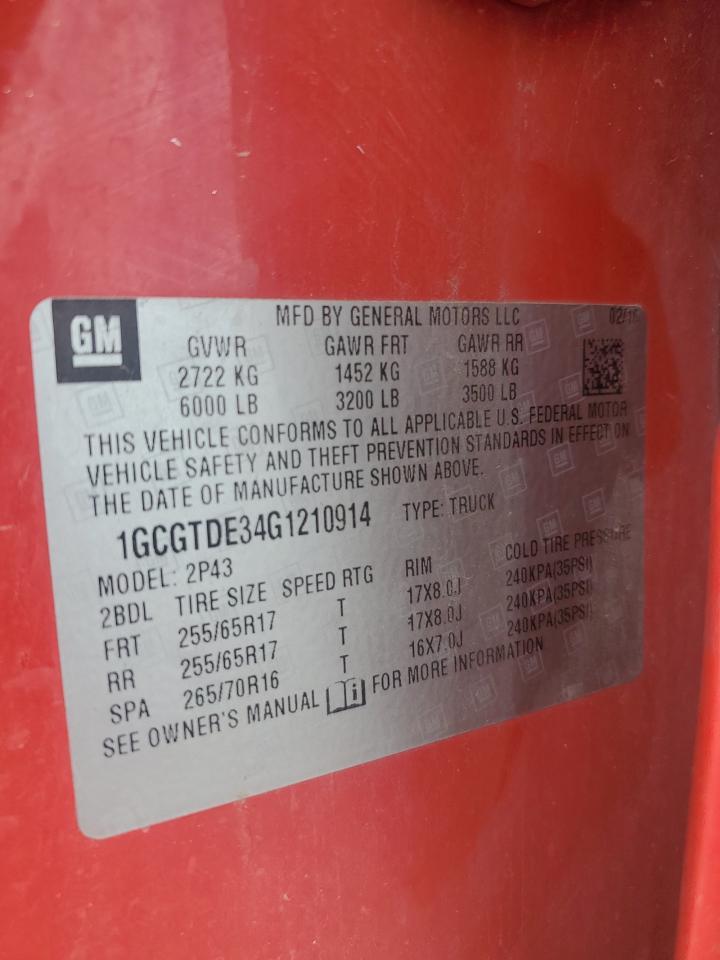 GM
MFD BY GENERAL MOTORS LLC 02/16
GVWR GAWR FRT GAWR RR
2722 KG 1452 KG 1588 KG
6000 LB 3200 LB 3500 LB
THIS VEHICLE CONFORMS TO ALL APPLICABLE U.S. FEDERAL MOTOR
VEHICLE SAFETY AND THEFT PREVENTION STANDARDS IN EFFECT ON
THE DATE OF MANUFACTURE SHOWN ABOVE.
1GCGTDE34G1210914 TYPE: TRUCK
MODEL: 2P43
2BDL TIRE SIZE SPEED RTG RIM COLD TIRE PRESSURE
FRT 255/65R17 T 17X8.0J 240KPA(35PSI)
RR 255/65R17 T 17X8.0J 240KPA(35PSI)
SPA 265/70R16 T 16X7.0J 240KPA(35PSI)
SEE OWNER'S MANUAL FOR MORE INFORMATION